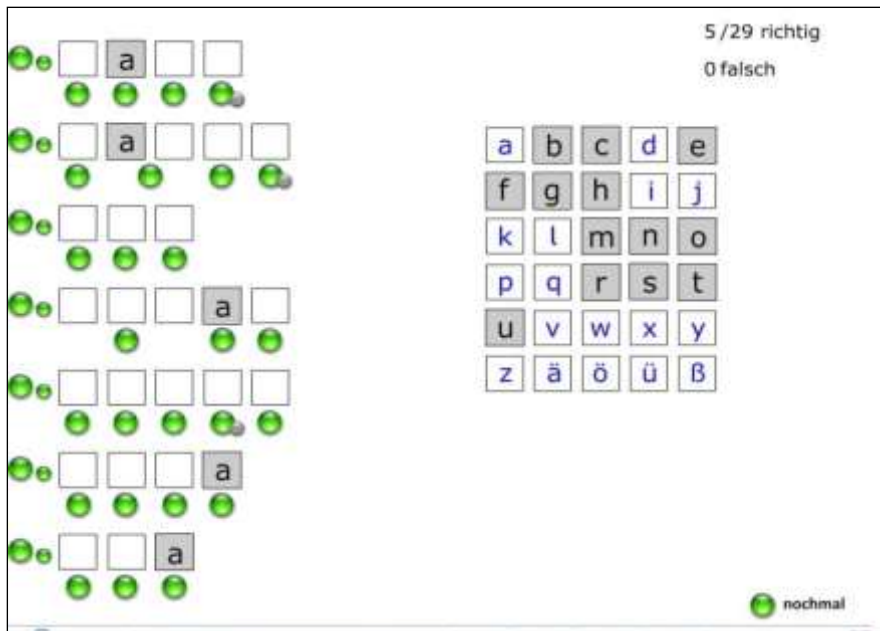 5/29 richtig
0 falsch
a
a
a
a
a
a b c d e
f g h i j
k l m n o
p q r s t
u v w x y
z ä ö ü ß
nochmal